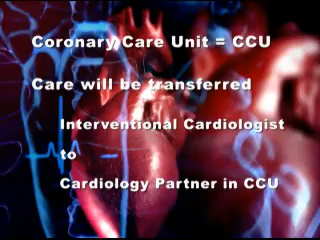 Coronary Care Unit = CCU
Care will be transferred
Interventional Cardiologist
to
Cardiology Partner in CCU